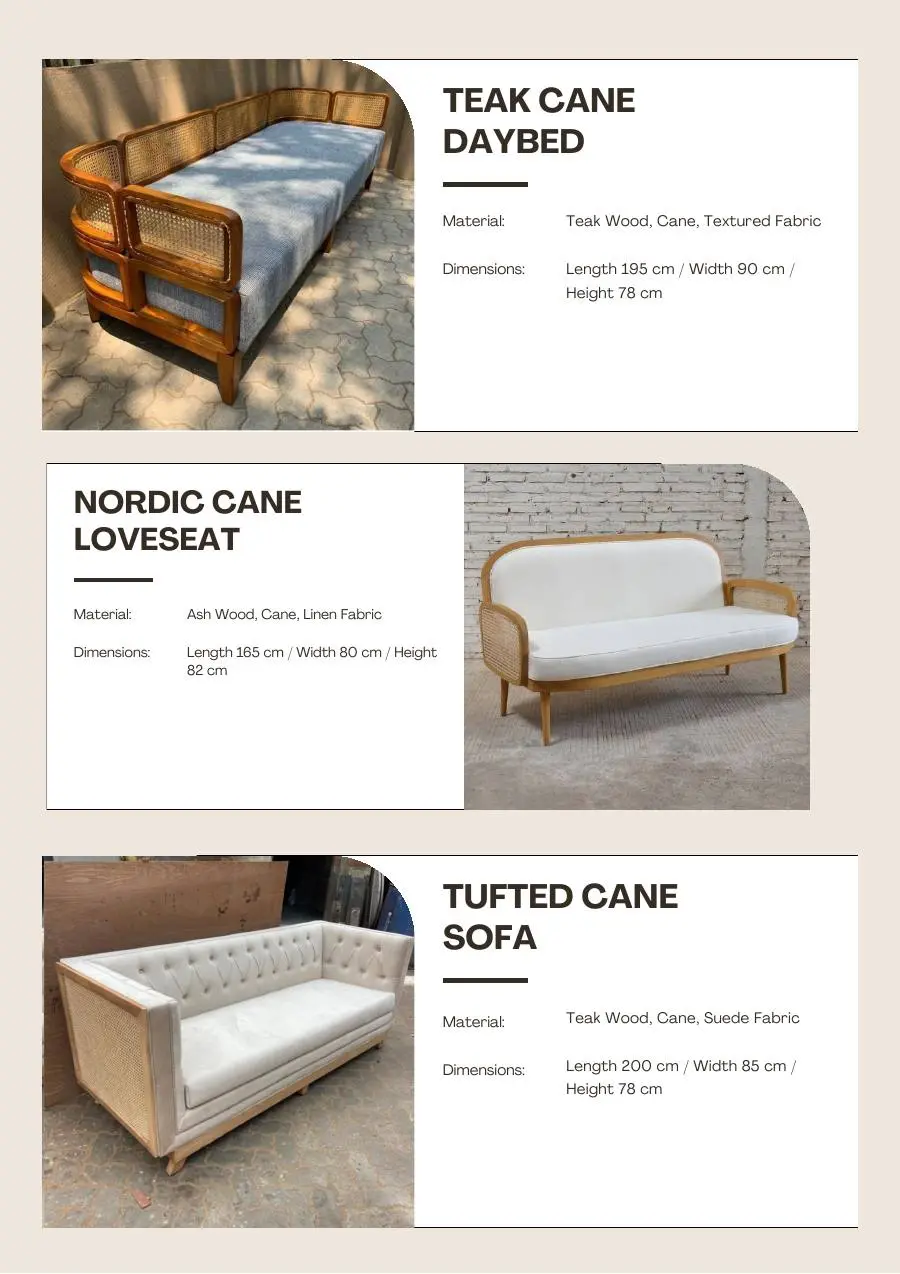 TEAK CANE
DAYBED
Material: Teak Wood, Cane, Textured Fabric
Dimensions: Length 195 cm / Width 90 cm /
Height 78 cm
NORDIC CANE
LOVESEAT
Material: Ash Wood, Cane, Linen Fabric
Dimensions: Length 165 cm / Width 80 cm / Height
82 cm
TUFTED CANE
SOFA
Material: Teak Wood, Cane, Suede Fabric
Dimensions: Length 200 cm / Width 85 cm /
Height 78 cm